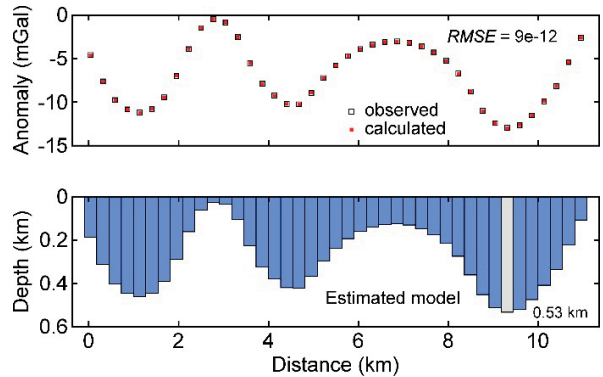 0
RMSE = 9e-12
-5
-10
□ observed
▪ calculated
-15
Anomaly (mGal)
0
0.2
0.4
Estimated model
0.53 km
0.6
Depth (km)
0 2 4 6 8 10
Distance (km)